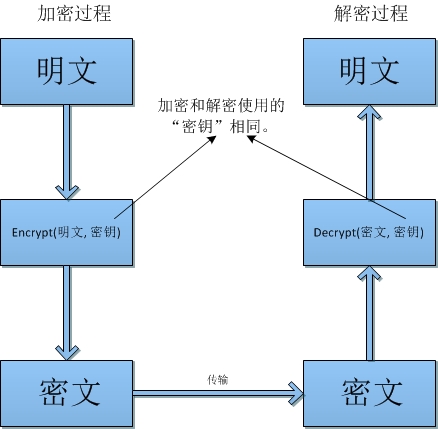 加密过程
解密过程
明文
明文
加密和解密使用的
“密钥”相同。
Encrypt(明文, 密钥)
Decrypt(密文, 密钥)
密文
传输
密文